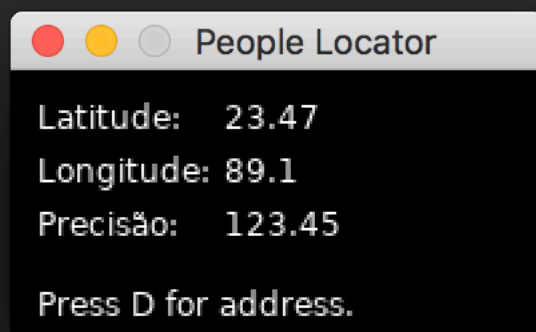 People Locator
Latitude: 23.47
Longitude: 89.1
Precisão: 123.45
Press D for address.